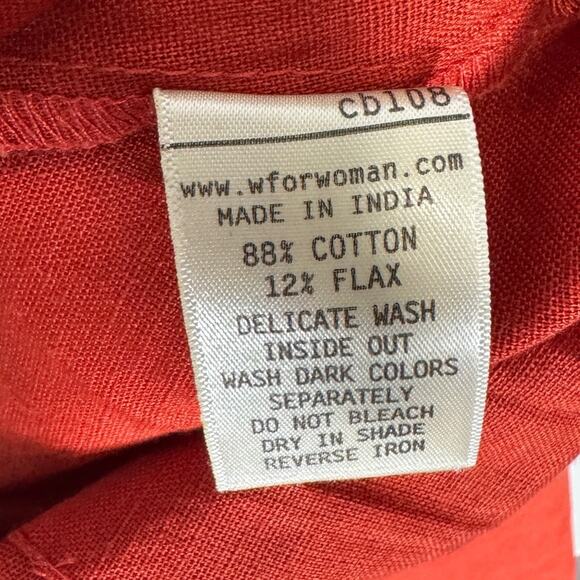 cb108
www.wforwoman.com
MADE IN INDIA
88% COTTON
12% FLAX
DELICATE WASH
INSIDE OUT
WASH DARK COLORS
SEPARATELY
DO NOT BLEACH
DRY IN SHADE
REVERSE IRON